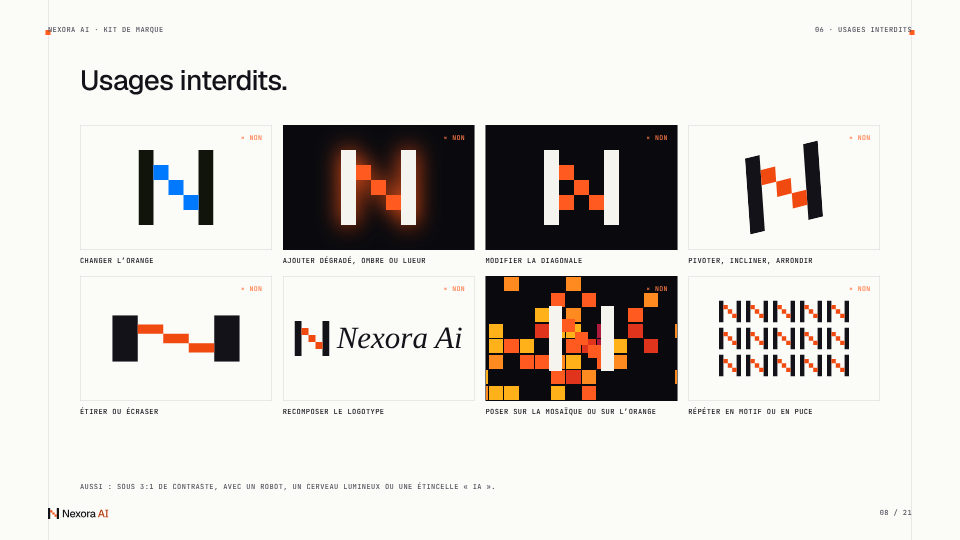 NEXORA AI · KIT DE MARQUE
06 · USAGES INTERDITS
Usages interdits.
× NON
× NON
× NON
× NON
CHANGER L’ORANGE
AJOUTER DÉGRADÉ, OMBRE OU LUEUR
MODIFIER LA DIAGONALE
PIVOTER, INCLINER, ARRONDIR
× NON
× NON
× NON
× NON
Nexora Ai
ÉTIRER OU ÉCRASER
RECOMPOSER LE LOGOTYPE
POSER SUR LA MOSAÏQUE OU SUR L’ORANGE
RÉPÉTER EN MOTIF OU EN PUCE
AUSSI : SOUS 3:1 DE CONTRASTE, AVEC UN ROBOT, UN CERVEAU LUMINEUX OU UNE ÉTINCELLE « IA ».
Nexora AI
08 / 21